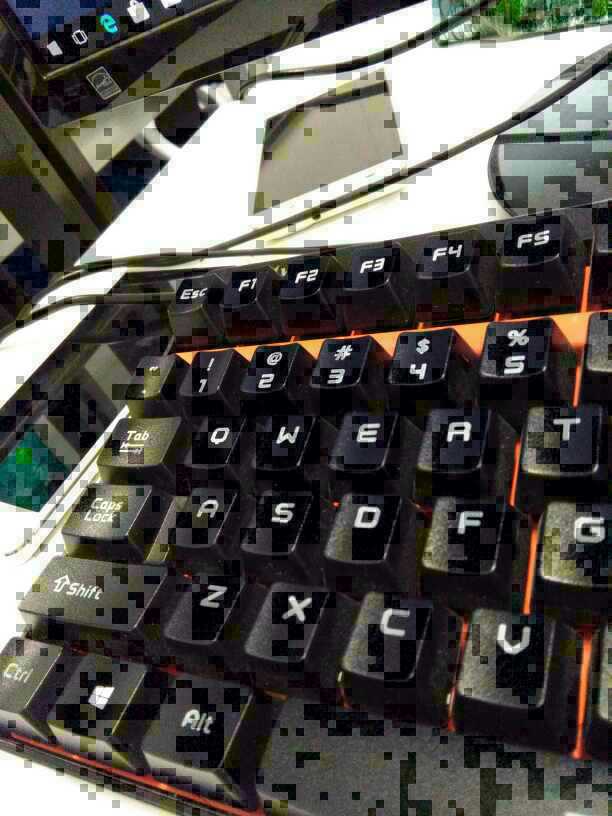 Esc F1 F2 F3 F4 F5
~ ! @ # $ %
1 2 3 4 5
Tab Q W E R T
Caps Lock A S D F G
Shift Z X C V
Ctrl Alt